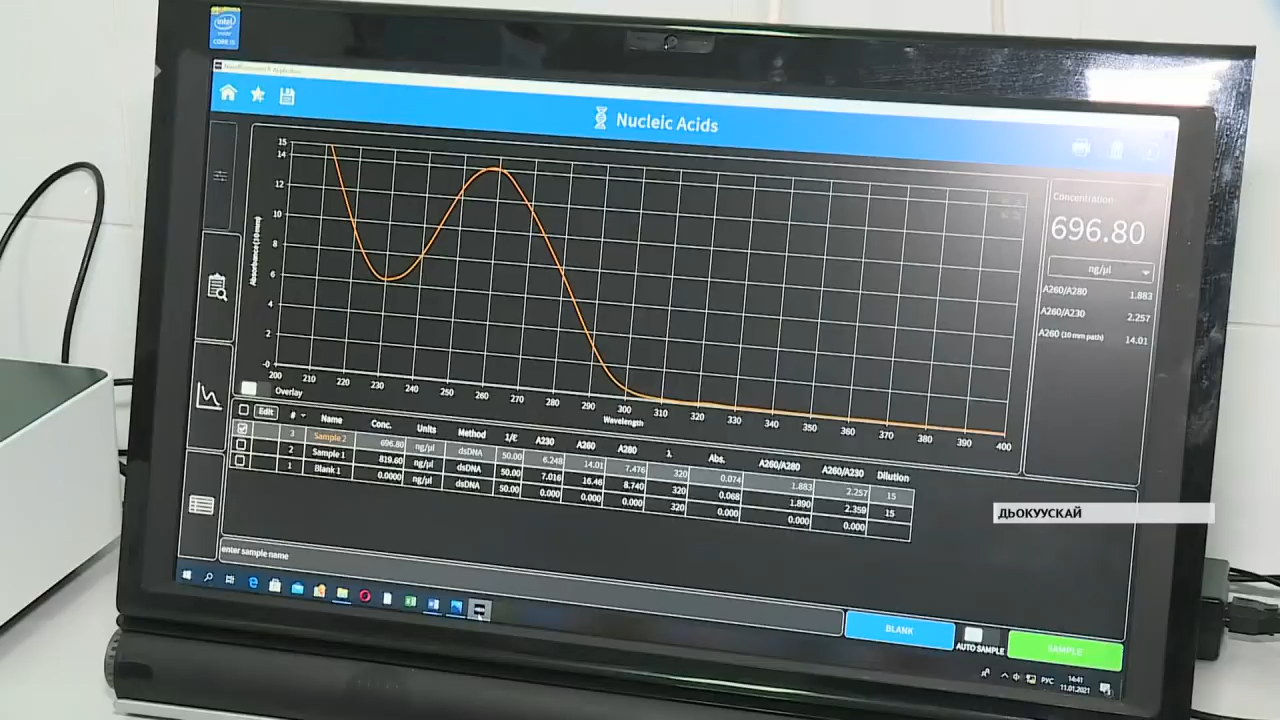 intel
CORE i5
Nucleic Acids
Concentration
696.80
ng/µl
A260/A280 1.883
A260/A230 2.257
A260 (10 mm path) 14.01
Absorbance (10 mm)
15
14
12
10
8
6
4
2
-0
200 210 220 230 240 250 260 270 280 290 300 310 320 330 340 350 360 370 380 390 400
Wavelength
Overlay
Edit # Name Conc. Units Method 1/E A230 A260 A280 λ Abs. A260/A280 A260/A230 Dilution
3 Sample 2 696.80 ng/µl dsDNA 50.00 6.248 14.01 7.476 320 0.074 1.883 2.257 15
2 Sample 1 819.60 ng/µl dsDNA 50.00 7.016 16.46 8.740 320 0.068 1.890 2.359 15
1 Blank 1 0.0000 ng/µl dsDNA 50.00 0.000 0.000 0.000 320 0.000 0.000 0.000
ДЬОКУУСКАЙ
enter sample name
BLANK
AUTO SAMPLE
SAMPLE
РУС
14:41
11.01.2021